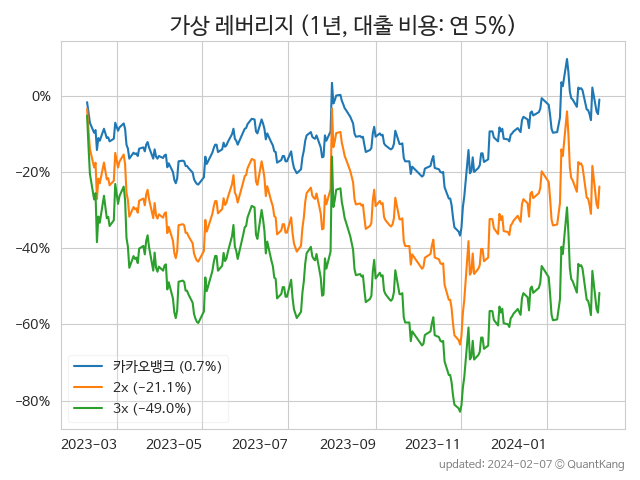 가상 레버리지 (1년, 대출 비용: 연 5%)
0%
−20%
−40%
−60%
−80%
카카오뱅크 (0.7%)
2x (−21.1%)
3x (−49.0%)
2023-03 2023-05 2023-07 2023-09 2023-11 2024-01
updated: 2024-02-07 © QuantKang